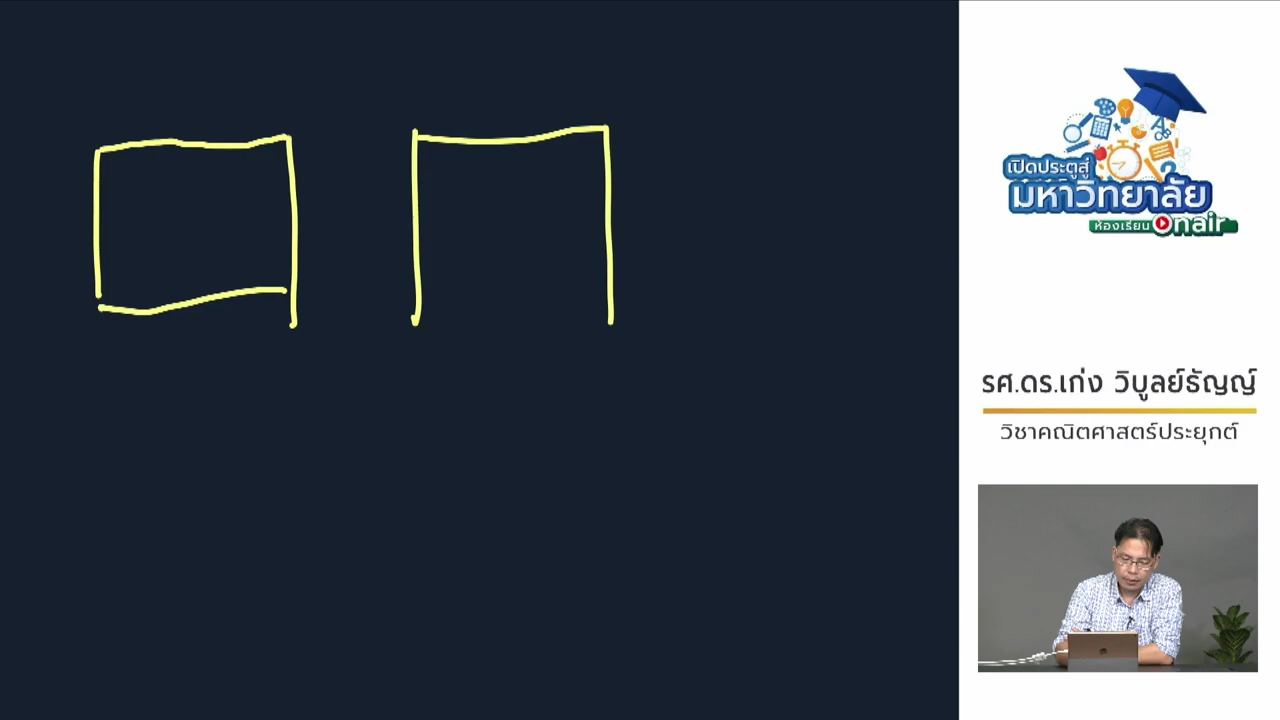 เปิดประตูสู่
มหาวิทยาลัย
ห้องเรียน Onair
รศ.ดร.เก่ง วิบูลย์ธัญญ์
วิชาคณิตศาสตร์ประยุกต์